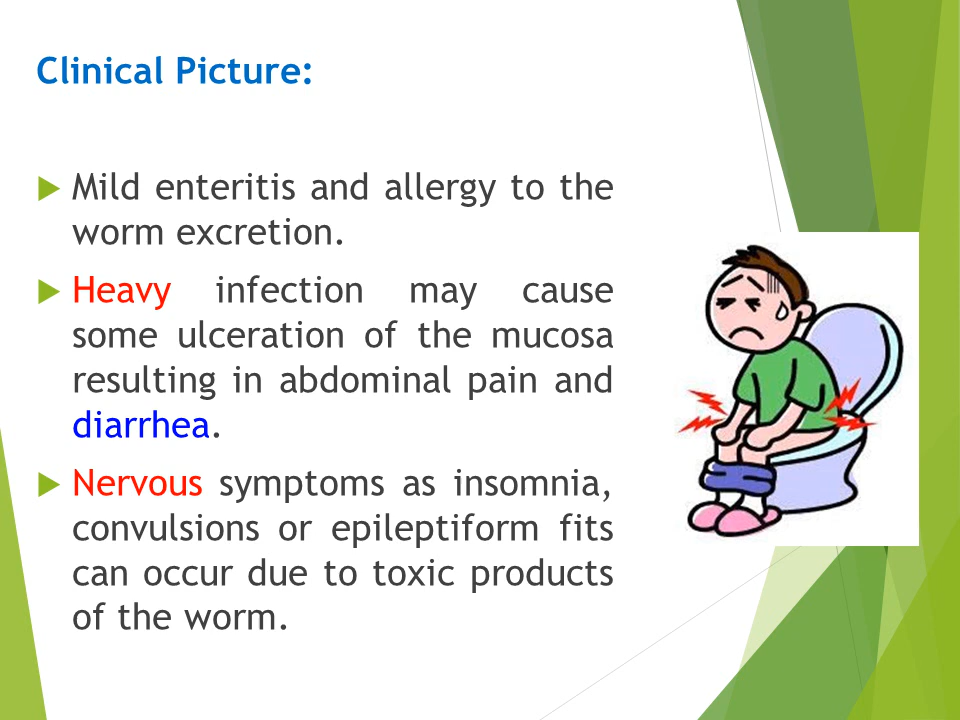 Clinical Picture:
Mild enteritis and allergy to the
worm excretion.
Heavy infection may cause
some ulceration of the mucosa
resulting in abdominal pain and
diarrhea.
Nervous symptoms as insomnia,
convulsions or epileptiform fits
can occur due to toxic products
of the worm.